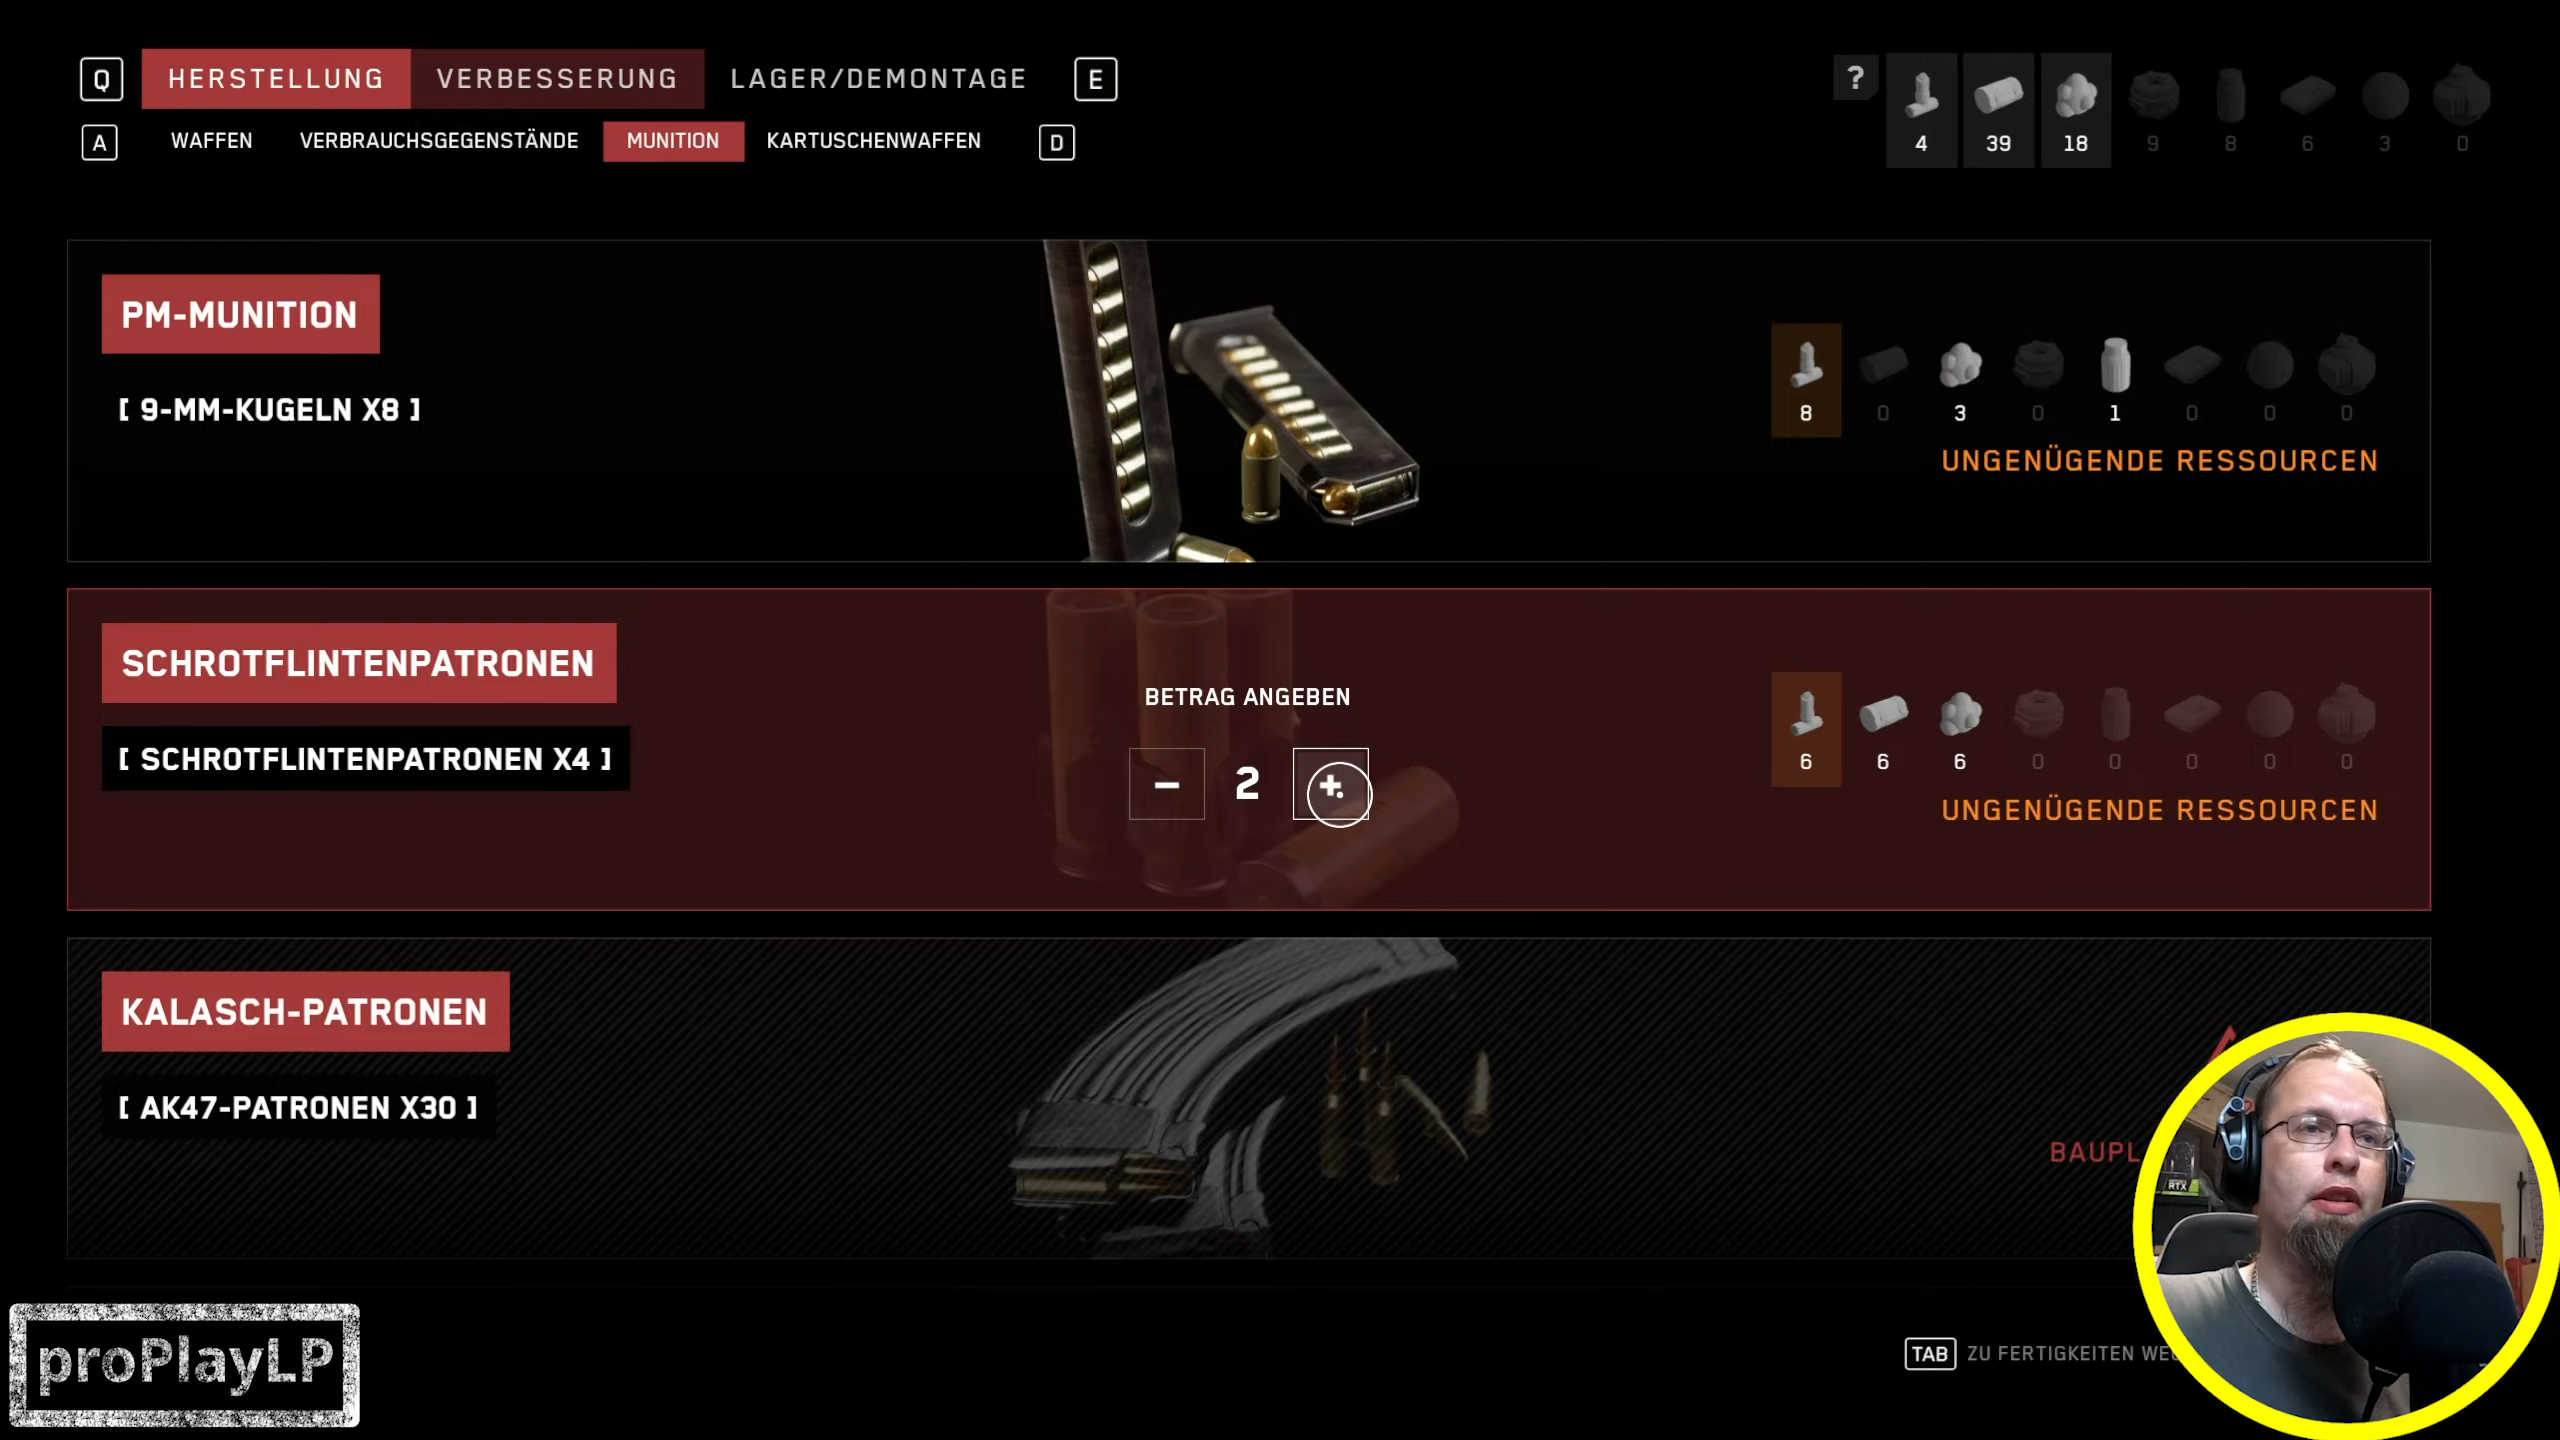 Q HERSTELLUNG VERBESSERUNG LAGER/DEMONTAGE E
A WAFFEN VERBRAUCHSGEGENSTÄNDE MUNITION KARTUSCHENWAFFEN D
?
4 39 18 9 8 6 3 0
PM-MUNITION
[ 9-MM-KUGELN X8 ]
8 0 3 0 1 0 0 0
UNGENÜGENDE RESSOURCEN
SCHROTFLINTENPATRONEN
[ SCHROTFLINTENPATRONEN X4 ]
BETRAG ANGEBEN
- 2 +
6 6 6 0 0 0 0 0
UNGENÜGENDE RESSOURCEN
KALASCH-PATRONEN
[ AK47-PATRONEN X30 ]
BAUPL
RTX
proPlayLP
TAB ZU FERTIGKEITEN